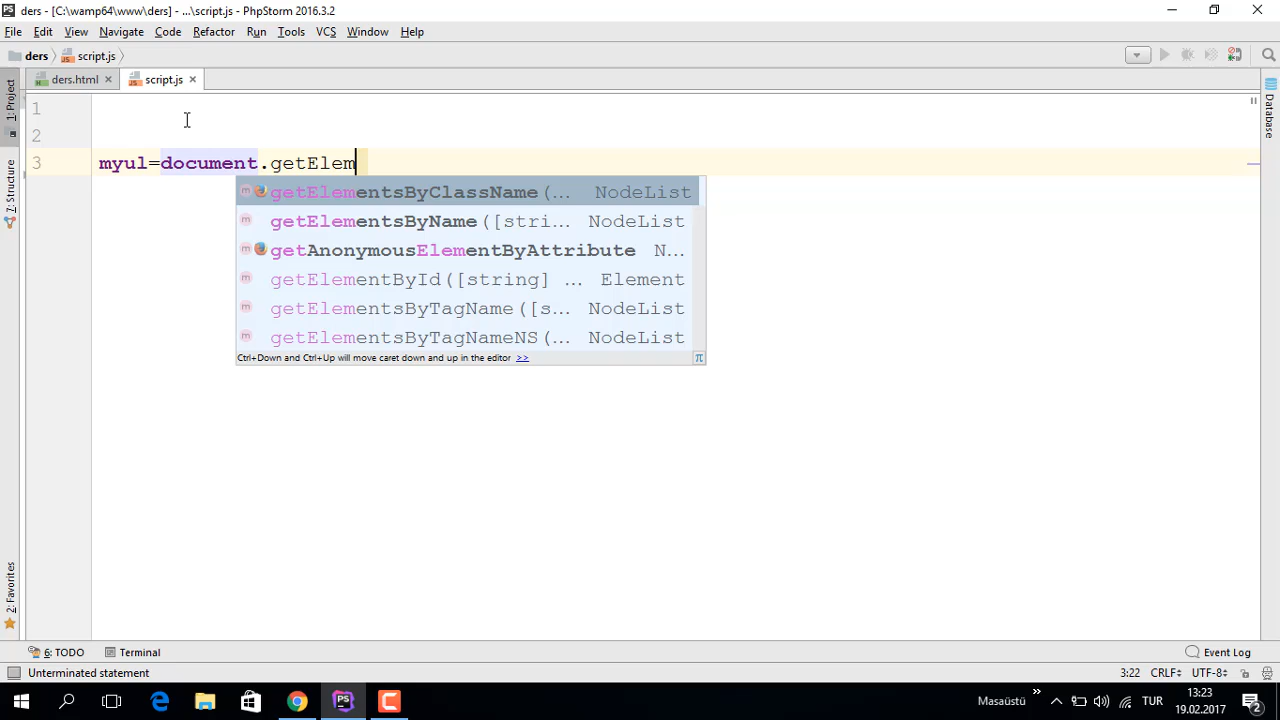 ders - [C:\wamp64\www\ders] - ...\script.js - PhpStorm 2016.3.2
File Edit View Navigate Code Refactor Run Tools VCS Window Help
ders script.js
ders.html script.js
1
2
3 myul=document.getElem
getElementsByClassName(... NodeList
getElementsByName([stri... NodeList
getAnonymousElementByAttribute N...
getElementById([string] ... Element
getElementsByTagName([s... NodeList
getElementsByTagNameNS(... NodeList
Ctrl+Down and Ctrl+Up will move caret down and up in the editor >> π
1: Project
7: Structure
2: Favorites
Database
6: TODO Terminal Event Log
Unterminated statement 3:22 CRLF UTF-8
Masaüstü » TUR 13:23
19.02.2017 2